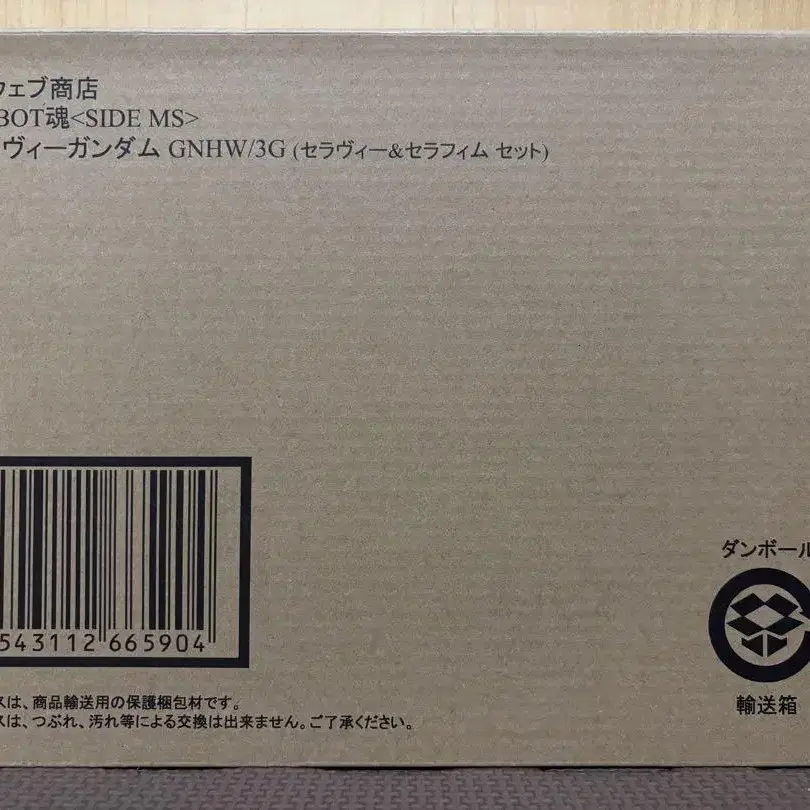 ウェブ商店
BOT魂<SIDE MS>
ヴィーガンダム GNHW/3G (セラヴィー&セラフィム セット)
543112 665904
ダンボール
輸送箱
スは、商品輸送用の保護梱包材です。
スは、つぶれ、汚れ等による交換は出来ません。ご了承ください。